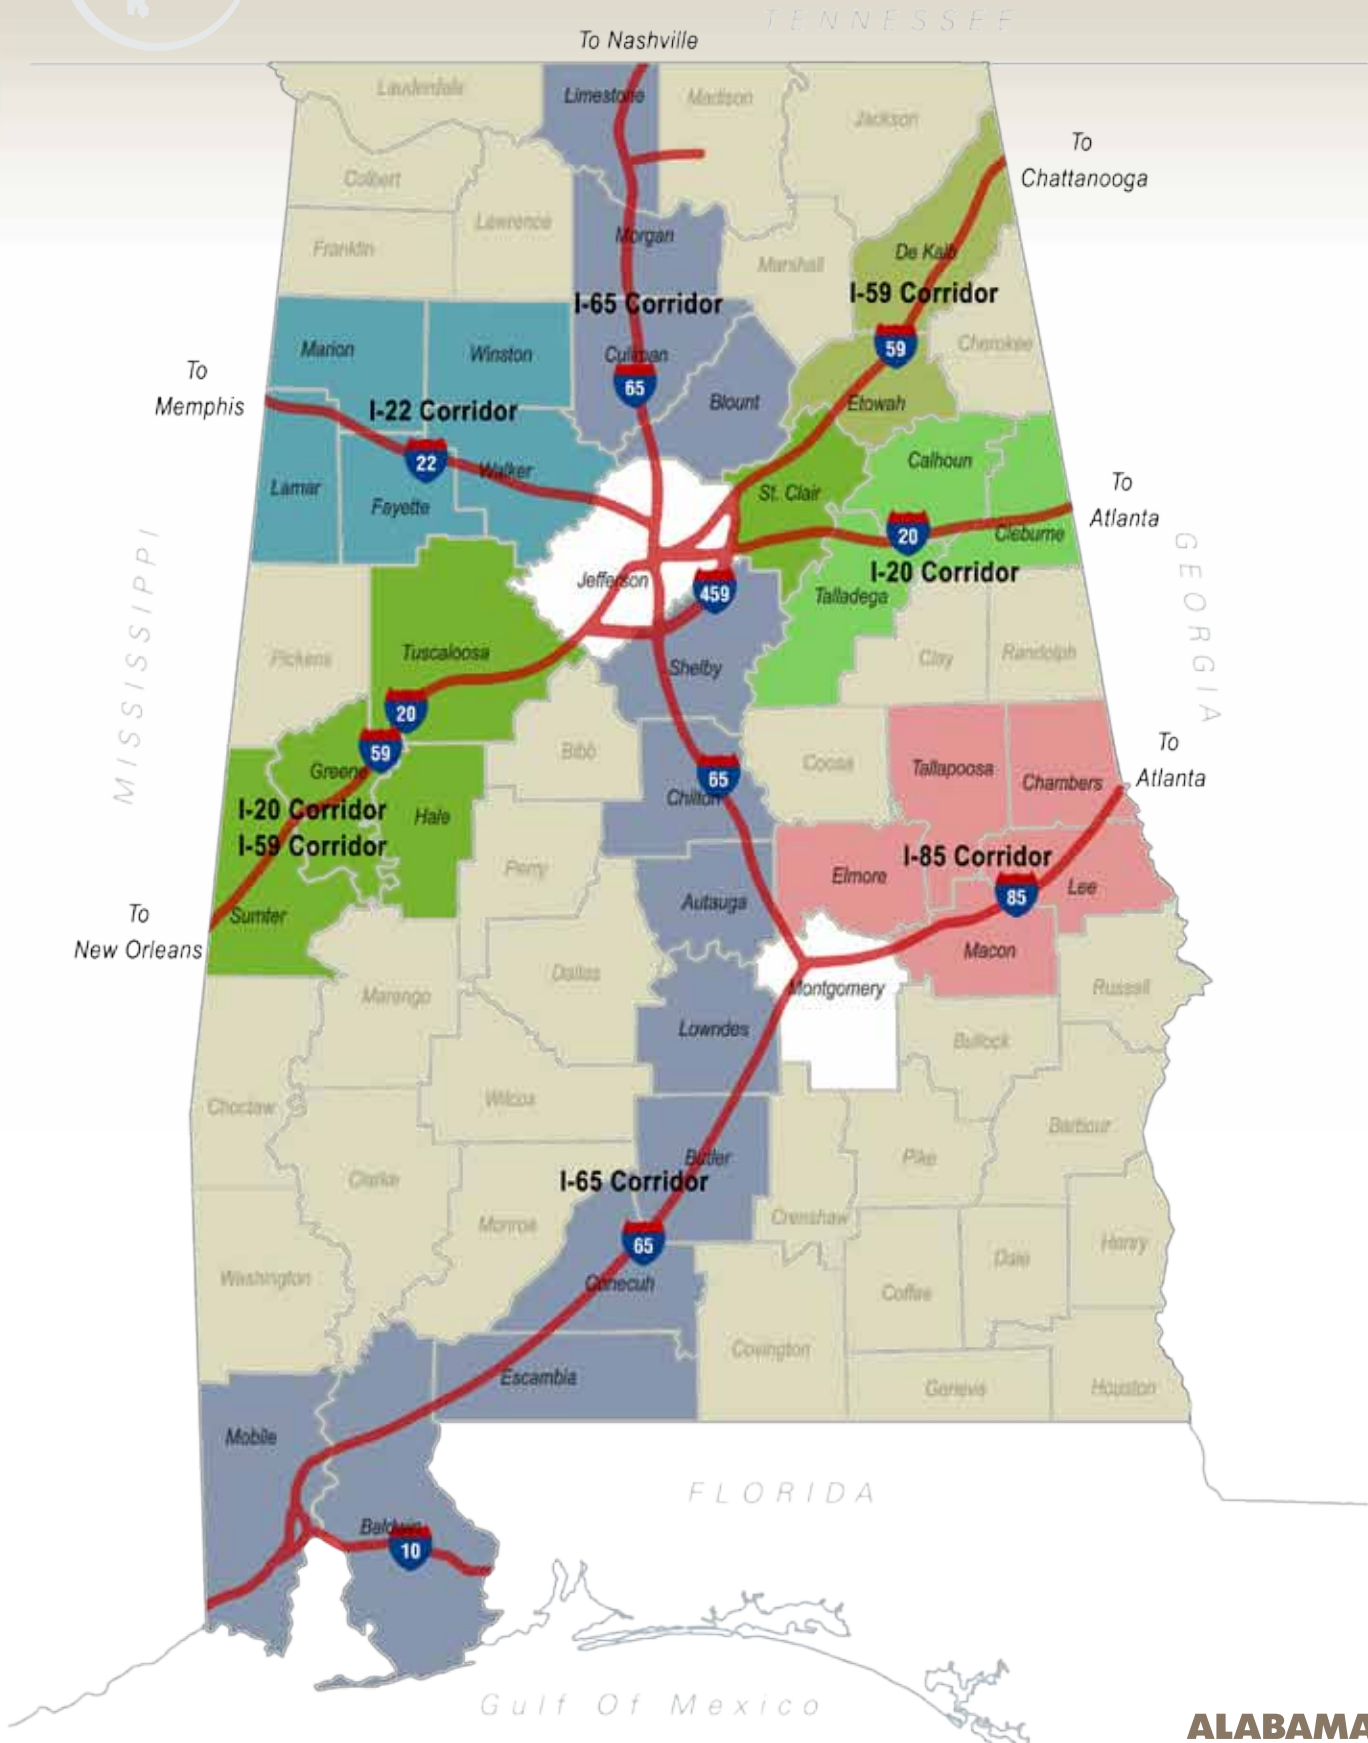 TENNESSEE
To Nashville
Lauderdale
Limestone
Madison
Jackson
To
Chattanooga
Colbert
Lawrence
Franklin
Morgan
Marshall
De Kalb
I-65 Corridor
I-59 Corridor
59
Cherokee
Marion
Winston
Cullman
65
To
Memphis
I-22 Corridor
Blount
Etowah
22
Walker
Calhoun
Lamar
Fayette
St. Clair
To
Atlanta
20
Cleburne
MISSISSIPPI
GEORGIA
I-20 Corridor
Jefferson
459
Talladega
Pickens
Tuscaloosa
Shelby
Clay
Randolph
20
59
Greene
Bibb
65
Coosa
Tallapoosa
Chambers
To
Atlanta
Chilton
I-20 Corridor
I-59 Corridor
Hale
Perry
I-85 Corridor
Elmore
85
Lee
Autauga
To
New Orleans
Sumter
Macon
Dallas
Marengo
Montgomery
Russell
Lowndes
Bullock
Choctaw
Wilcox
Barbour
Butler
Pike
Clarke
I-65 Corridor
Monroe
Crenshaw
65
Henry
Dale
Washington
Conecuh
Coffee
Covington
Escambia
Geneva
Houston
Mobile
FLORIDA
Baldwin
10
Gulf Of Mexico
ALABAMA